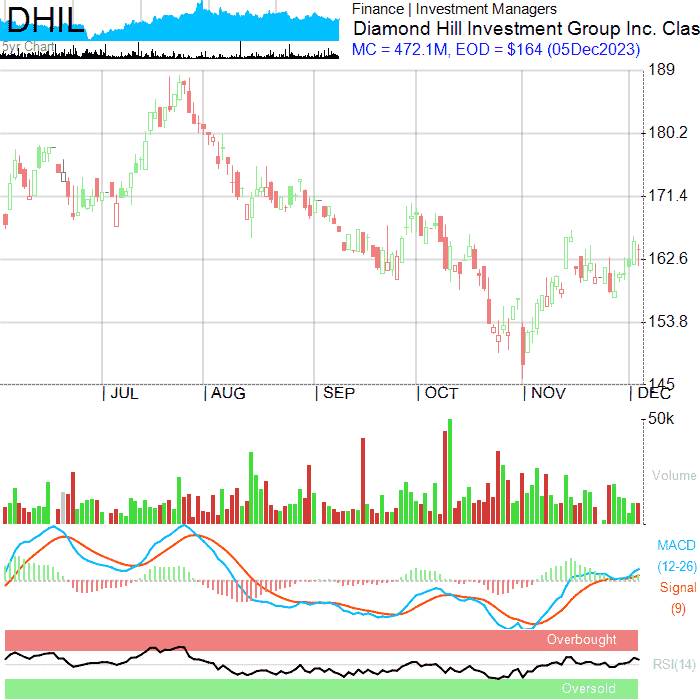 DHIL
5yr Chart
Finance | Investment Managers
Diamond Hill Investment Group Inc. Clas
MC = 472.1M, EOD = $164 (05Dec2023)
189
180.2
171.4
162.6
153.8
145
| JUL | AUG | SEP | OCT | NOV | DEC
50k
Volume
MACD
(12-26)
Signal
(9)
Overbought
RSI(14)
Oversold